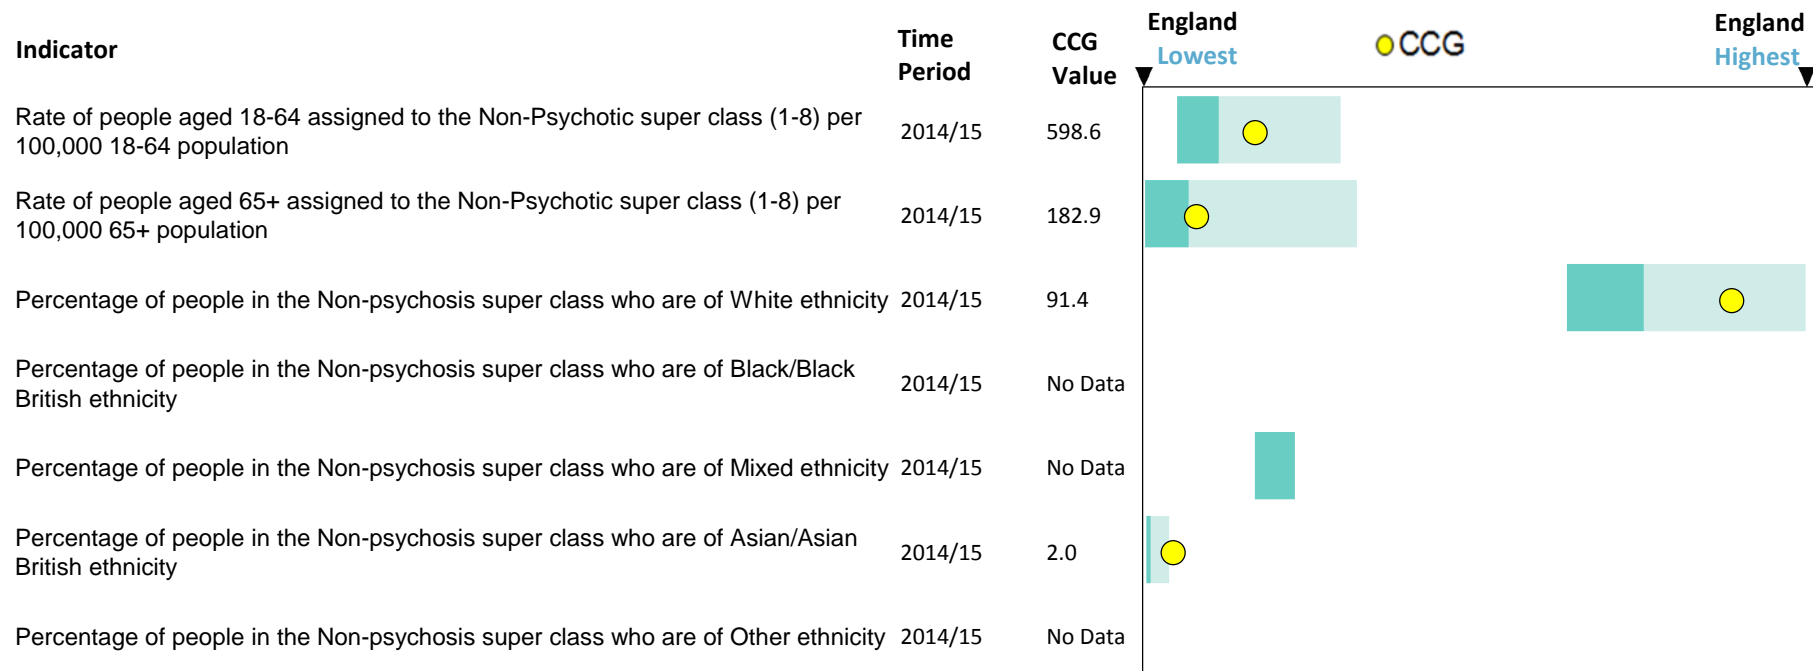 Indicator
Time
Period
CCG
Value
England
Lowest
CCG
England
Highest
Rate of people aged 18-64 assigned to the Non-Psychotic super class (1-8) per
100,000 18-64 population
2014/15
598.6
Rate of people aged 65+ assigned to the Non-Psychotic super class (1-8) per
100,000 65+ population
2014/15
182.9
Percentage of people in the Non-psychosis super class who are of White ethnicity
2014/15
91.4
Percentage of people in the Non-psychosis super class who are of Black/Black
British ethnicity
2014/15
No Data
Percentage of people in the Non-psychosis super class who are of Mixed ethnicity
2014/15
No Data
Percentage of people in the Non-psychosis super class who are of Asian/Asian
British ethnicity
2014/15
2.0
Percentage of people in the Non-psychosis super class who are of Other ethnicity
2014/15
No Data